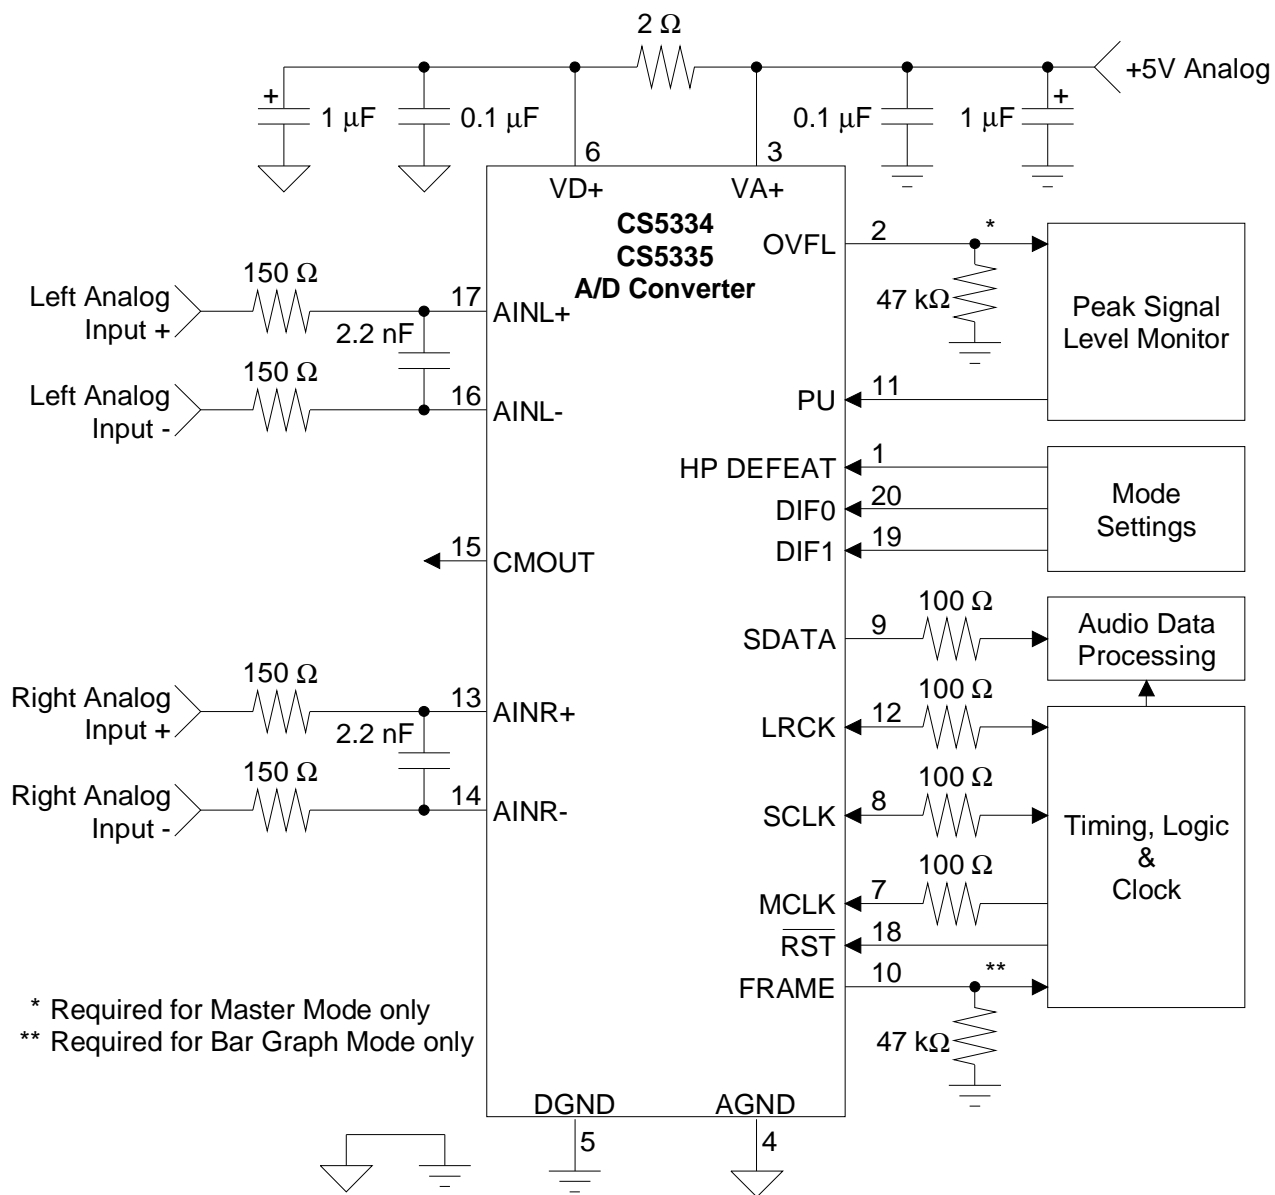 2 Ω
+5V Analog
+
1 μF
0.1 μF
0.1 μF
1 μF
+
6
3
VD+
VA+
CS5334
CS5335
A/D Converter
OVFL
2
*
47 kΩ
Peak Signal
Level Monitor
PU
11
150 Ω
Left Analog
Input +
17
AINL+
2.2 nF
150 Ω
Left Analog
Input -
16
AINL-
HP DEFEAT
1
DIF0
20
DIF1
19
Mode
Settings
15
CMOUT
SDATA
9
100 Ω
Audio Data
Processing
150 Ω
Right Analog
Input +
13
AINR+
2.2 nF
150 Ω
Right Analog
Input -
14
AINR-
LRCK
12
100 Ω
SCLK
8
100 Ω
Timing, Logic
&
Clock
MCLK
7
100 Ω
RST
18
FRAME
10
**
47 kΩ
* Required for Master Mode only
** Required for Bar Graph Mode only
DGND
AGND
5
4